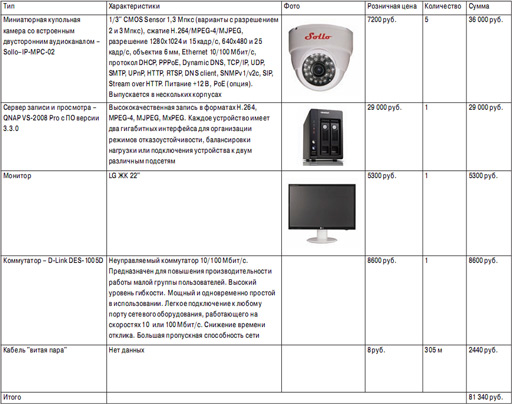 Тип Характеристики Фото Розничная цена Количество Сумма
Миниатюрная купольная
камера со встроенным
двусторонним аудиоканалом –
Sollo–IP-MPC-02
1/3" CMOS Sensor 1,3 Мпкс (варианты с разрешением
2 и 3 Мпкс), сжатие H.264/MPEG-4/MJPEG,
разрешение 1280x1024 и 15кадр/с, 640x480 и 25
кадр/с, объектив 6 мм, Ethernet 10/100 Мбит/с,
протокол DHCP, PPPoE, Dynamic DNS, TCP/IP, UDP,
SMTP, UPnP, HTTP, RTSP, DNS client, SNMPv1/v2c, SIP,
Stream over HTTP. Питание +12 В, PoE (опция).
Выпускается в нескольких корпусах
Sollo
7200 руб. 5 36 000 руб.
Сервер записи и просмотра –
QNAP VS-2008 Pro с ПО версии
3.3.0
Высококачественная запись в форматах H.264,
MPEG-4, MJPEG, MxPEG. Каждое устройство имеет
два гигабитных интерфейса для организации
режимов отказоустойчивости, балансировки
нагрузки или подключения устройства к двум
различным подсетям
29 000 руб. 1 29 000 руб.
Монитор LG ЖК 22" 5300 руб. 1 5300 руб.
Коммутатор – D-Link DES-1005D
Неуправляемый коммутатор 10/100 Мбит/с.
Предназначен для повышения производительности
работы малой группы пользователей. Высокий
уровень гибкости. Мощный и одновременно простой
в использовании. Легкое подключение к любому
порту сетевого оборудования, работающего на
скоростях 10 или 100 Мбит/с. Снижение времени
отклика. Большая пропускная способность сети
8600 руб. 1 8600 руб.
Кабель "витая пара" Нет данных 8 руб. 305 м 2440 руб.
Итого 81 340 руб.